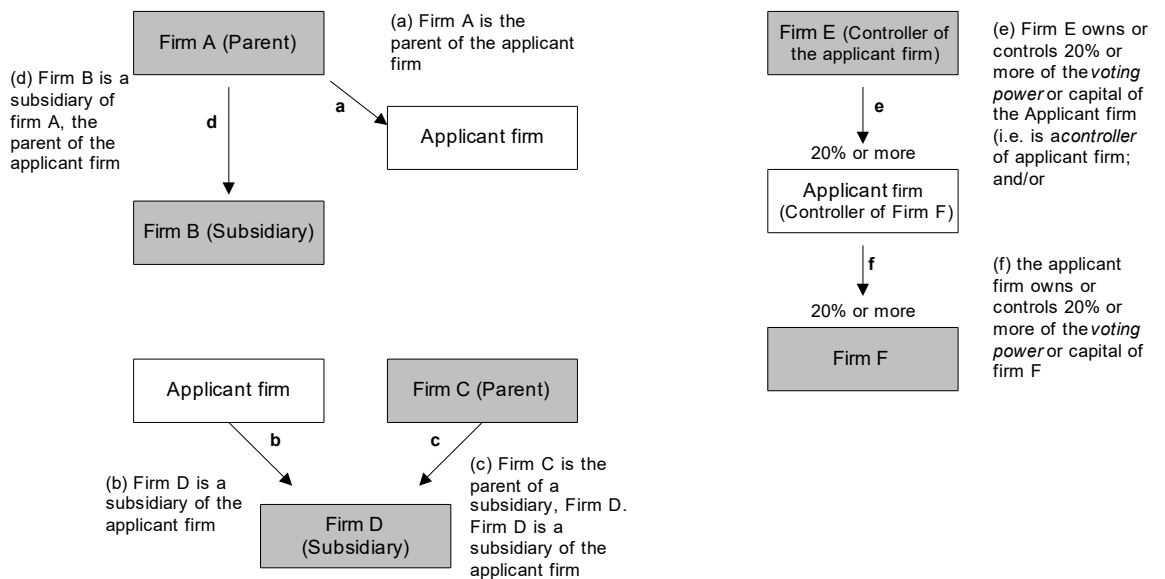 Firm A (Parent)
(a) Firm A is the
parent of the applicant
firm
(d) Firm B is a
subsidiary of
firm A, the
parent of the
applicant firm
d
a
Applicant firm
Firm B (Subsidiary)
Firm E (Controller of
the applicant firm)
(e) Firm E owns or
controls 20% or
more of the voting
power or capital of
the Applicant firm
(i.e. is a controller
of applicant firm;
and/or
e
20% or more
Applicant firm
(Controller of Firm F)
f
20% or more
Firm F
(f) the applicant
firm owns or
controls 20% or
more of the voting
power or capital of
firm F
Applicant firm
Firm C (Parent)
b
c
(b) Firm D is a
subsidiary of the
applicant firm
Firm D
(Subsidiary)
(c) Firm C is the
parent of a
subsidiary, Firm D.
Firm D is a
subsidiary of the
applicant firm